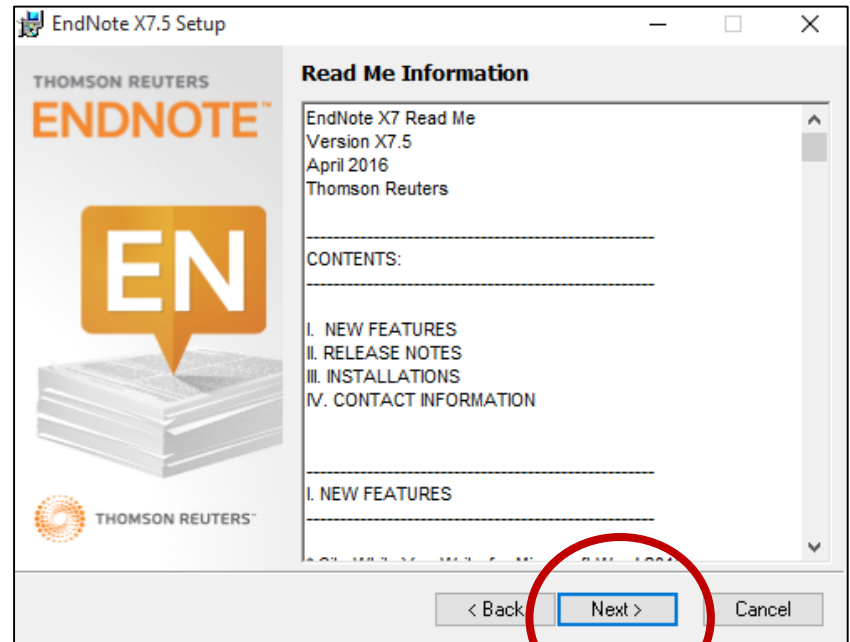 EndNote X7.5 Setup
THOMSON REUTERS
ENDNOTE™
EN
THOMSON REUTERS™
Read Me Information
EndNote X7 Read Me
Version X7.5
April 2016
Thomson Reuters
--------------------------------------------------------
CONTENTS:
--------------------------------------------------------
I. NEW FEATURES
II. RELEASE NOTES
III. INSTALLATIONS
IV. CONTACT INFORMATION
--------------------------------------------------------
I. NEW FEATURES
--------------------------------------------------------
< Back
Next >
Cancel